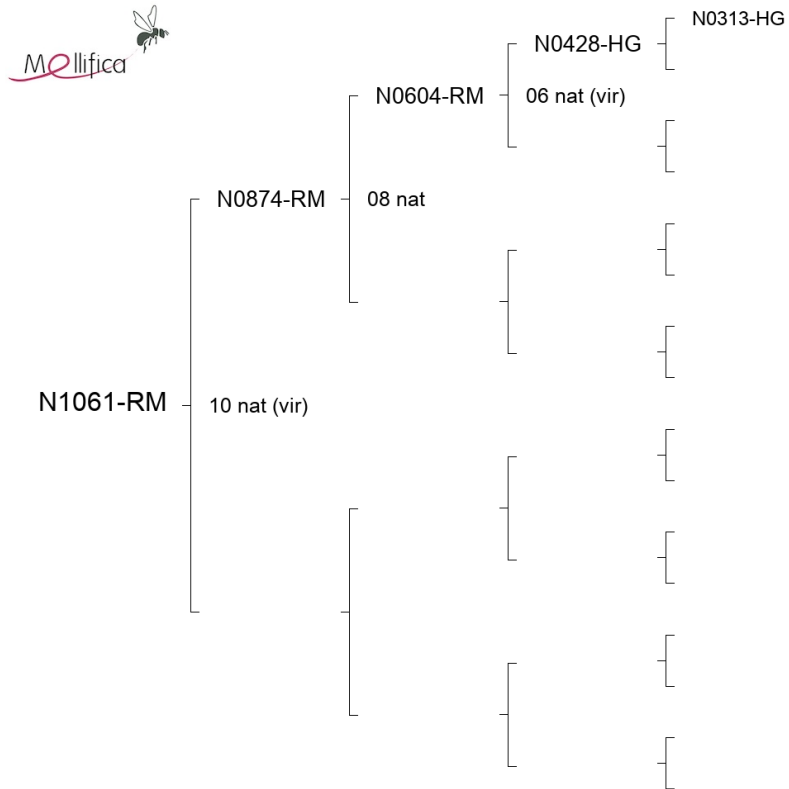 Mellifica
N0313-HG
N0428-HG
N0604-RM 06 nat (vir)
N0874-RM 08 nat
N1061-RM 10 nat (vir)